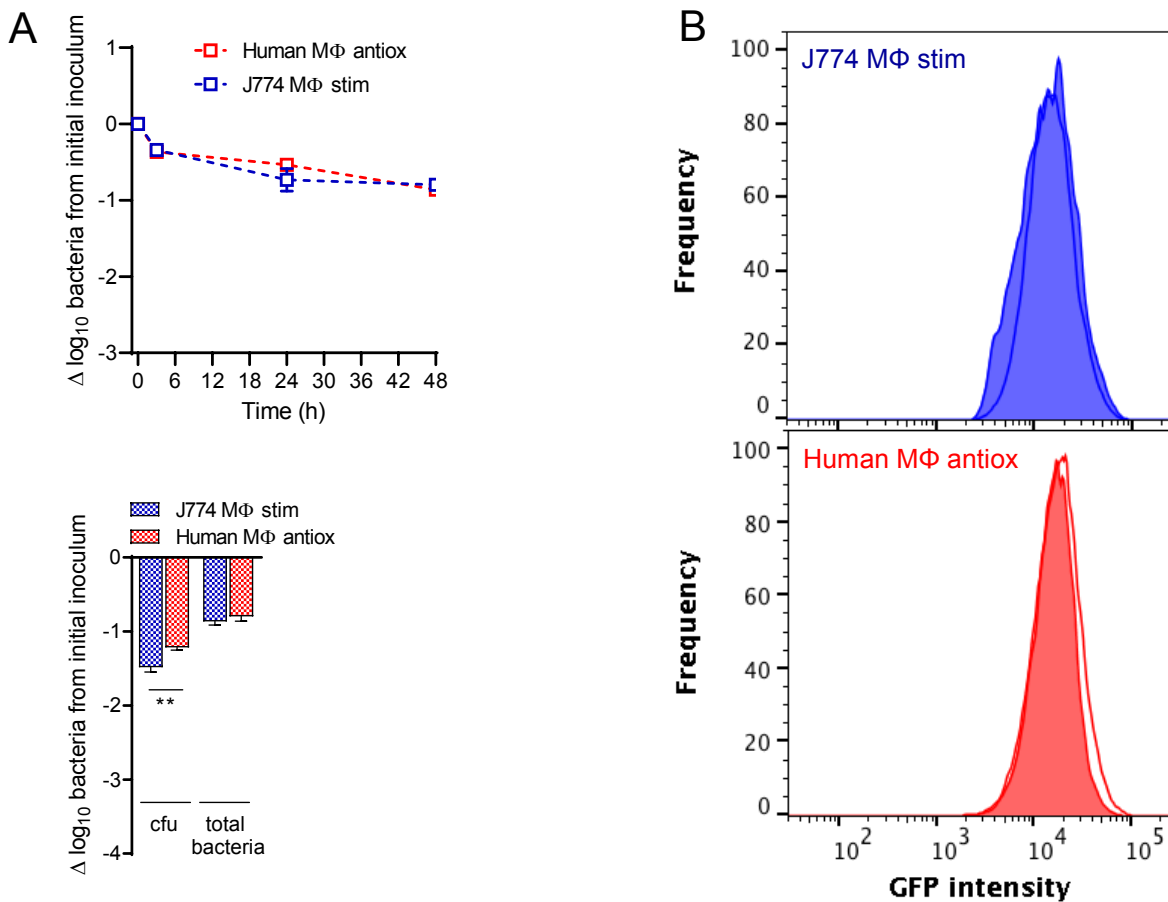 A
Human MΦ antiox
J774 MΦ stim
Δ log₁₀ bacteria from initial inoculum
1
0
-1
-2
-3
0 6 12 18 24 30 36 42 48
Time (h)
J774 MΦ stim
Human MΦ antiox
Δ log₁₀ bacteria from initial inoculum
0
-1
-2
-3
-4
**
cfu
total
bacteria
B
J774 MΦ stim
Frequency
100
80
60
40
20
0
Human MΦ antiox
Frequency
100
80
60
40
20
0
10² 10³ 10⁴ 10⁵
GFP intensity